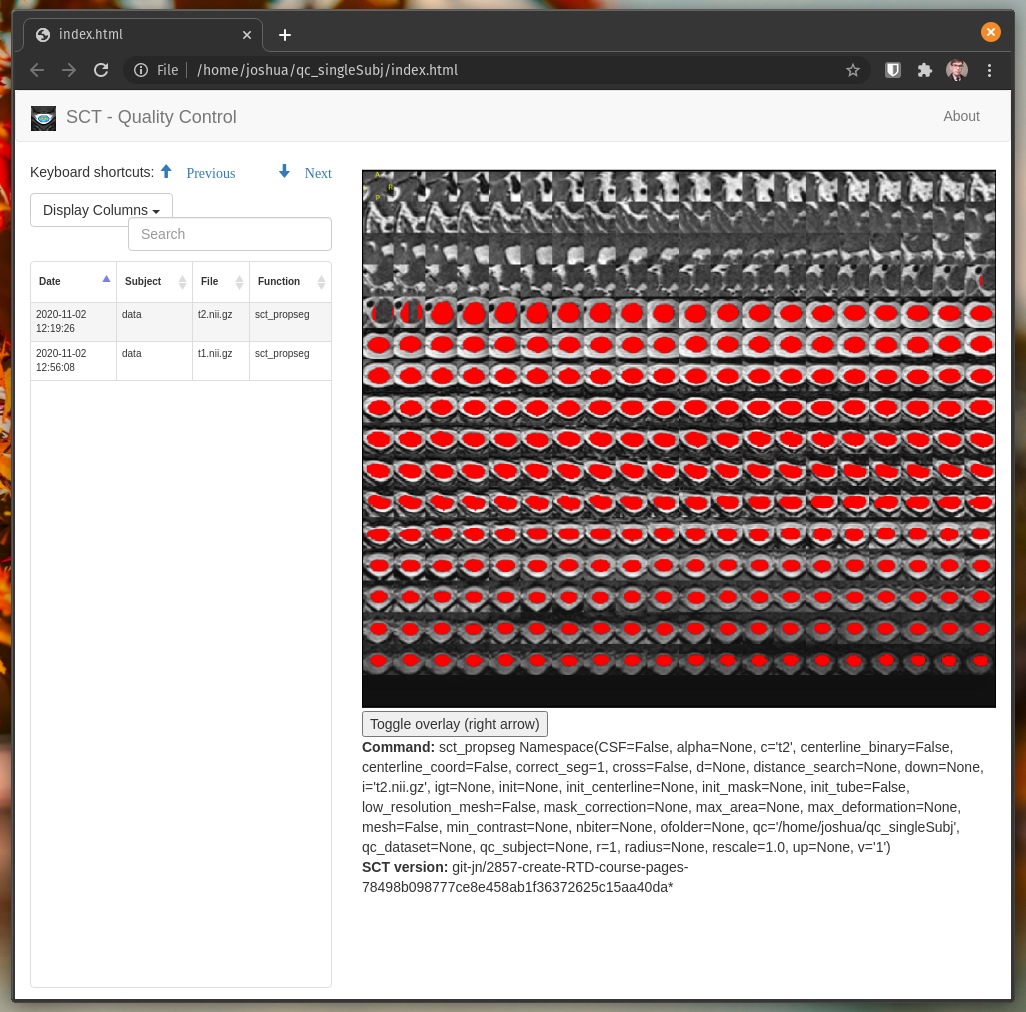 index.html
File
/home/joshua/qc_singleSubj/index.html
SCT - Quality Control
About
Keyboard shortcuts: Previous Next
Display Columns
Search
Date Subject File Function
2020-11-02 12:19:26 data t2.nii.gz sct_propseg
2020-11-02 12:56:08 data t1.nii.gz sct_propseg
A
R
P
Toggle overlay (right arrow)
Command: sct_propseg Namespace(CSF=False, alpha=None, c='t2', centerline_binary=False,
centerline_coord=False, correct_seg=1, cross=False, d=None, distance_search=None, down=None,
i='t2.nii.gz', igt=None, init=None, init_centerline=None, init_mask=None, init_tube=False,
low_resolution_mesh=False, mask_correction=None, max_area=None, max_deformation=None,
mesh=False, min_contrast=None, nbiter=None, ofolder=None, qc='/home/joshua/qc_singleSubj',
qc_dataset=None, qc_subject=None, r=1, radius=None, rescale=1.0, up=None, v='1')
SCT version: git-jn/2857-create-RTD-course-pages-
78498b098777ce8e458ab1f36372625c15aa40da*